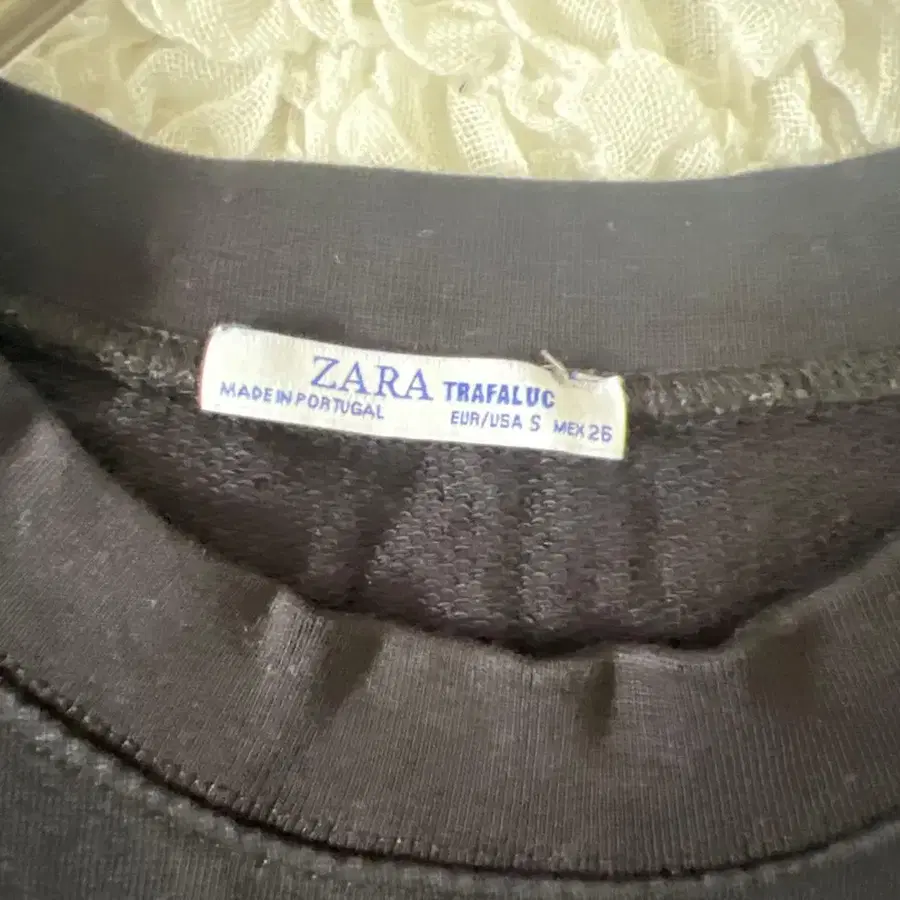 ZARA TRAFALUC
MADE IN PORTUGAL EUR/USA S MEX 26